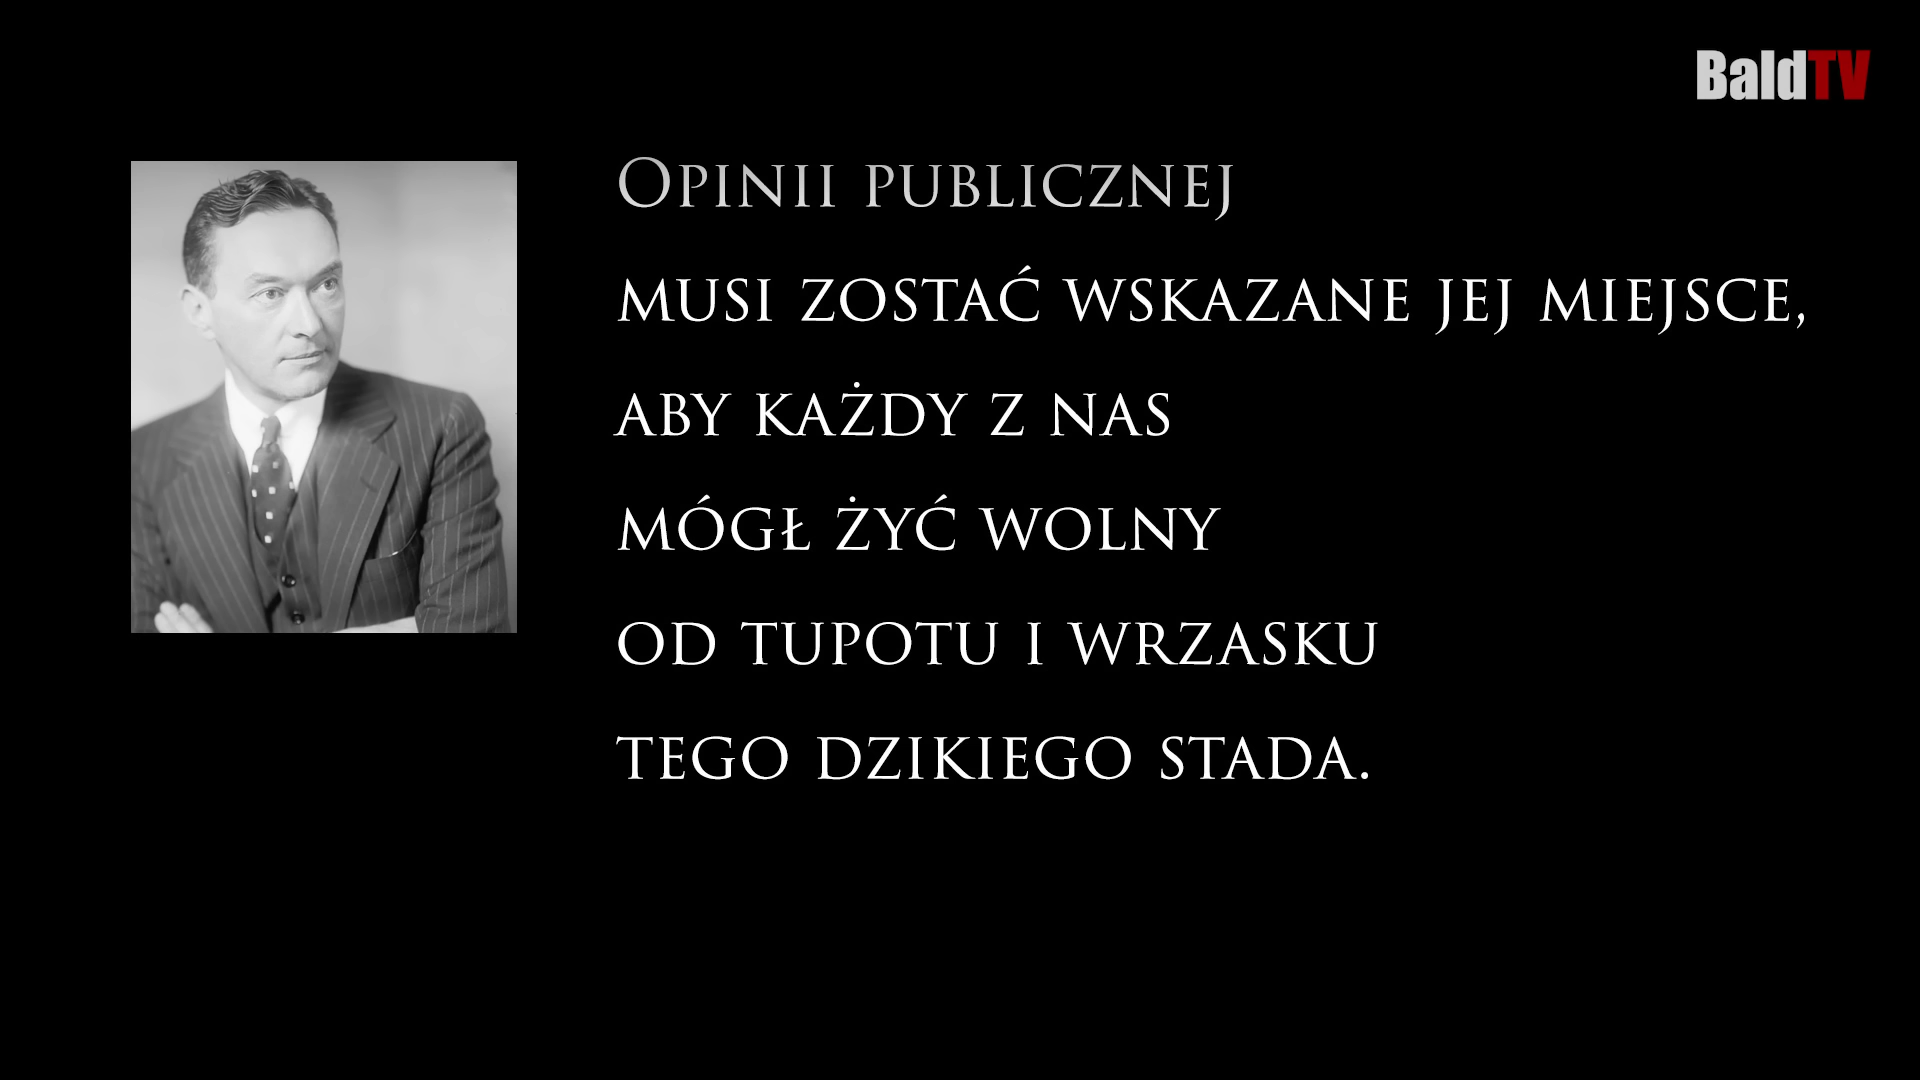 BaldTV
Opinii publicznej
musi zostać wskazane jej miejsce,
aby każdy z nas
mógł żyć wolny
od tupotu i wrzasku
tego dzikiego stada.